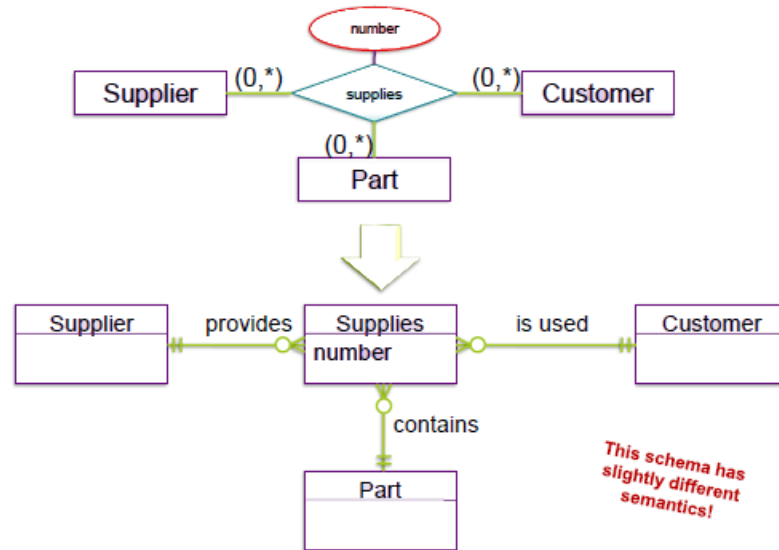 number
(0,*)
(0,*)
Supplier
supplies
Customer
(0,*)
Part
Supplier
provides
Supplies
is used
Customer
number
contains
Part
This schema has
slightly different
semantics!